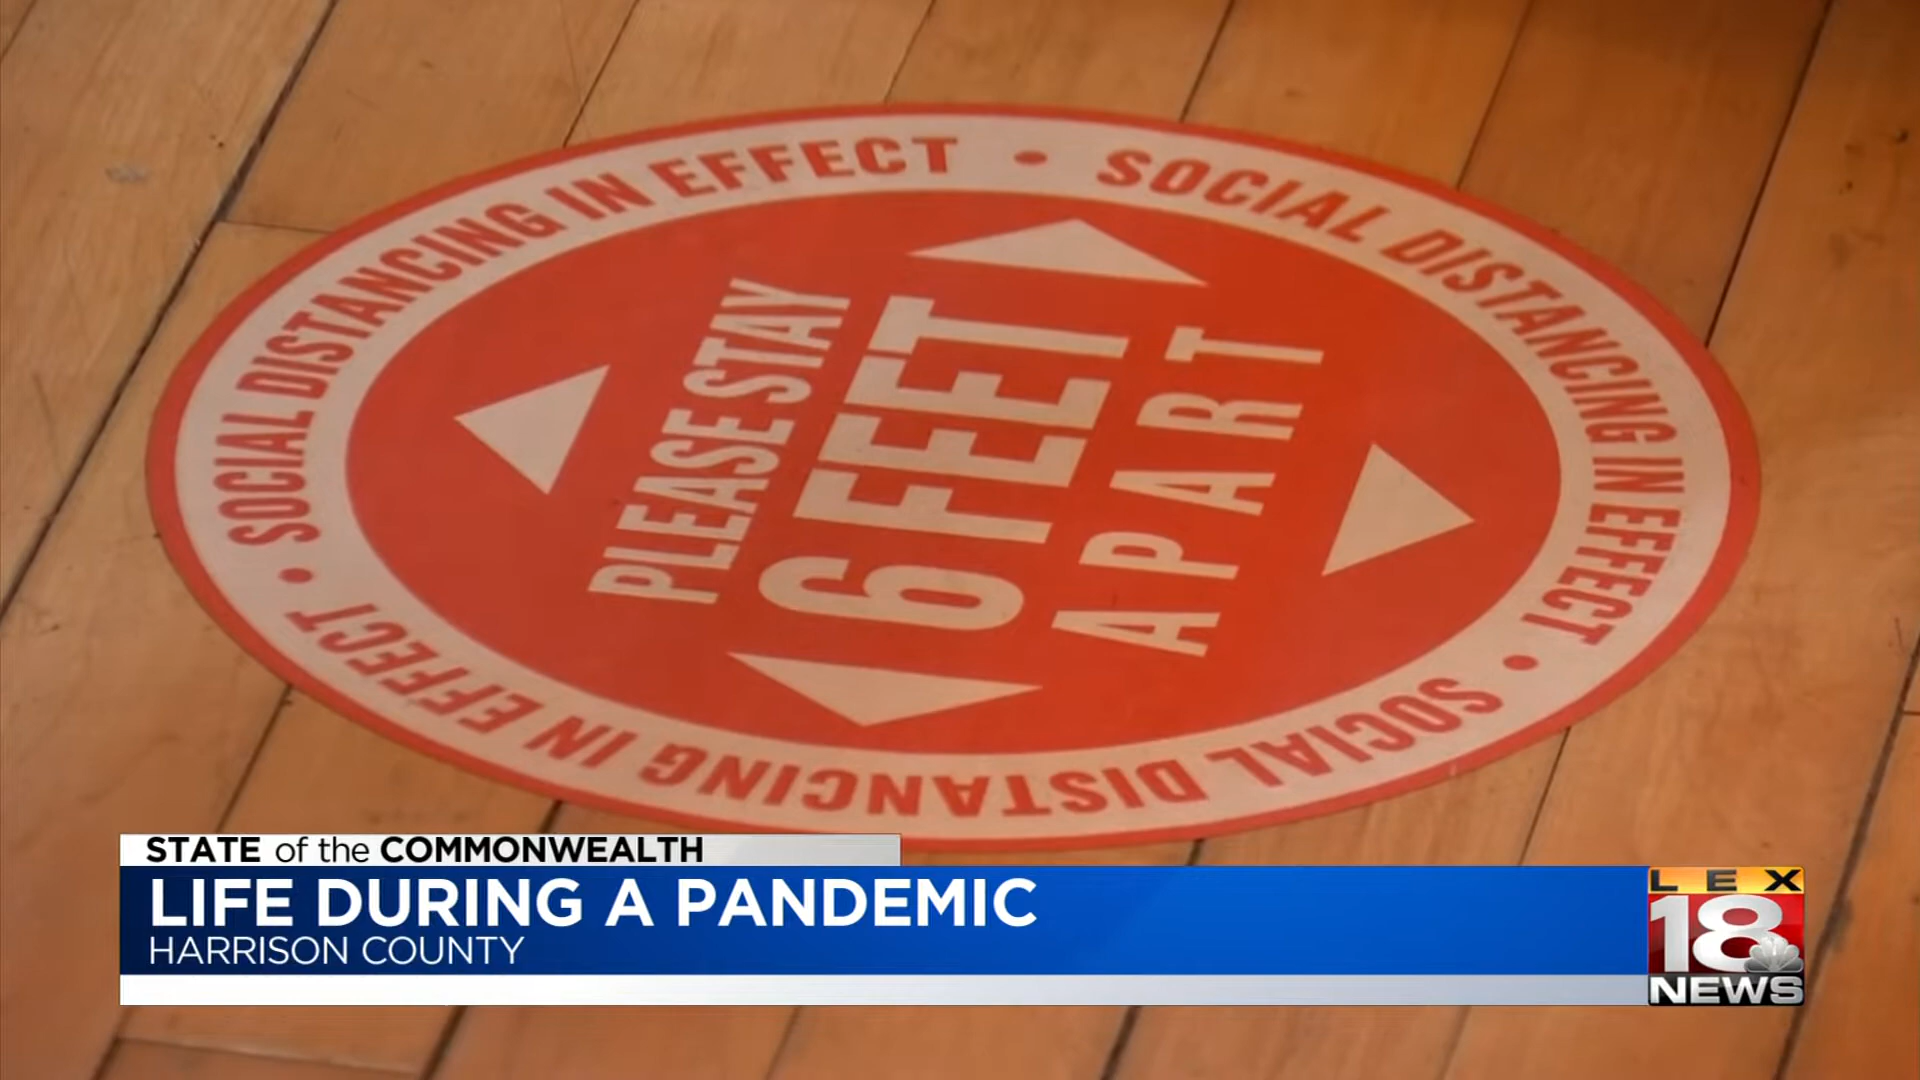 SOCIAL DISTANCING IN EFFECT • SOCIAL DISTANCING IN EFFECT • SOCIAL DISTANCING IN EFFECT •
PLEASE STAY
6 FEET
APART
STATE of the COMMONWEALTH
LIFE DURING A PANDEMIC
HARRISON COUNTY
LEX
18
NEWS